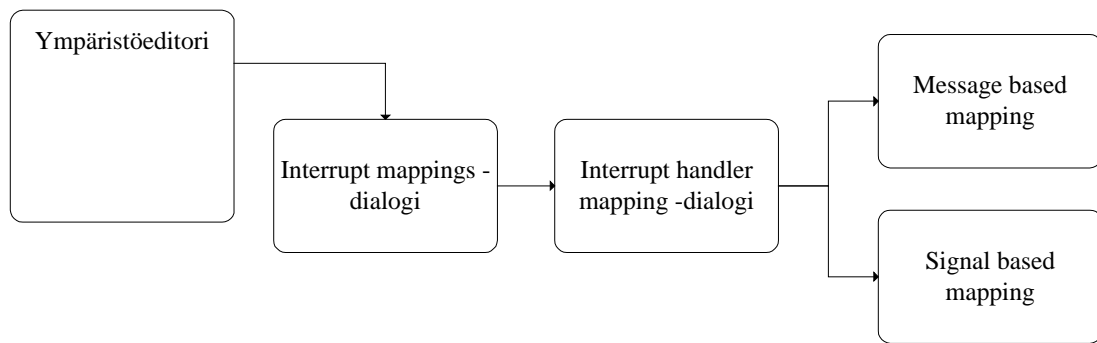 Ympäristöeditori
Interrupt mappings -
dialogi
Interrupt handler
mapping -dialogi
Message based
mapping
Signal based
mapping